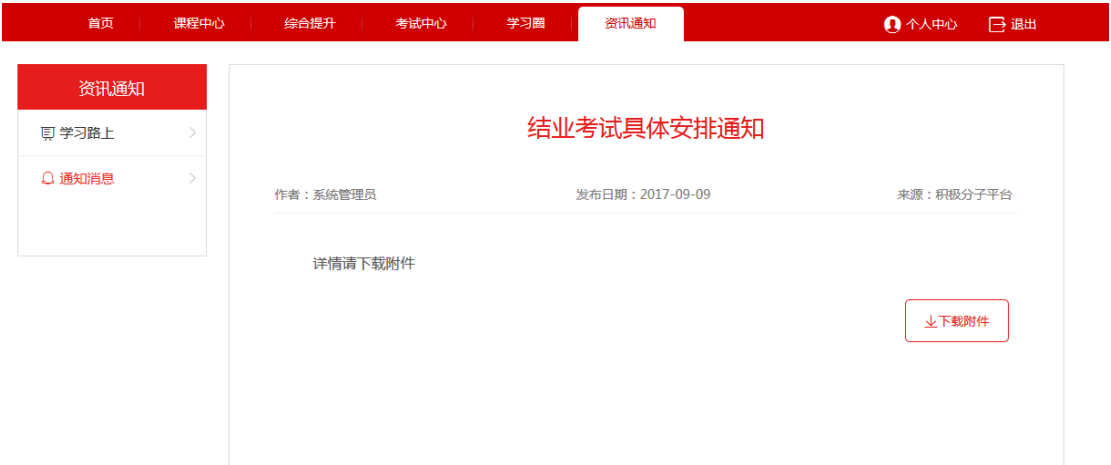 首页 课程中心 综合提升 考试中心 学习圈 资讯通知 个人中心 退出
资讯通知
学习路上
通知消息
结业考试具体安排通知
作者：系统管理员 发布日期：2017-09-09 来源：积极分子平台
详情请下载附件
下载附件